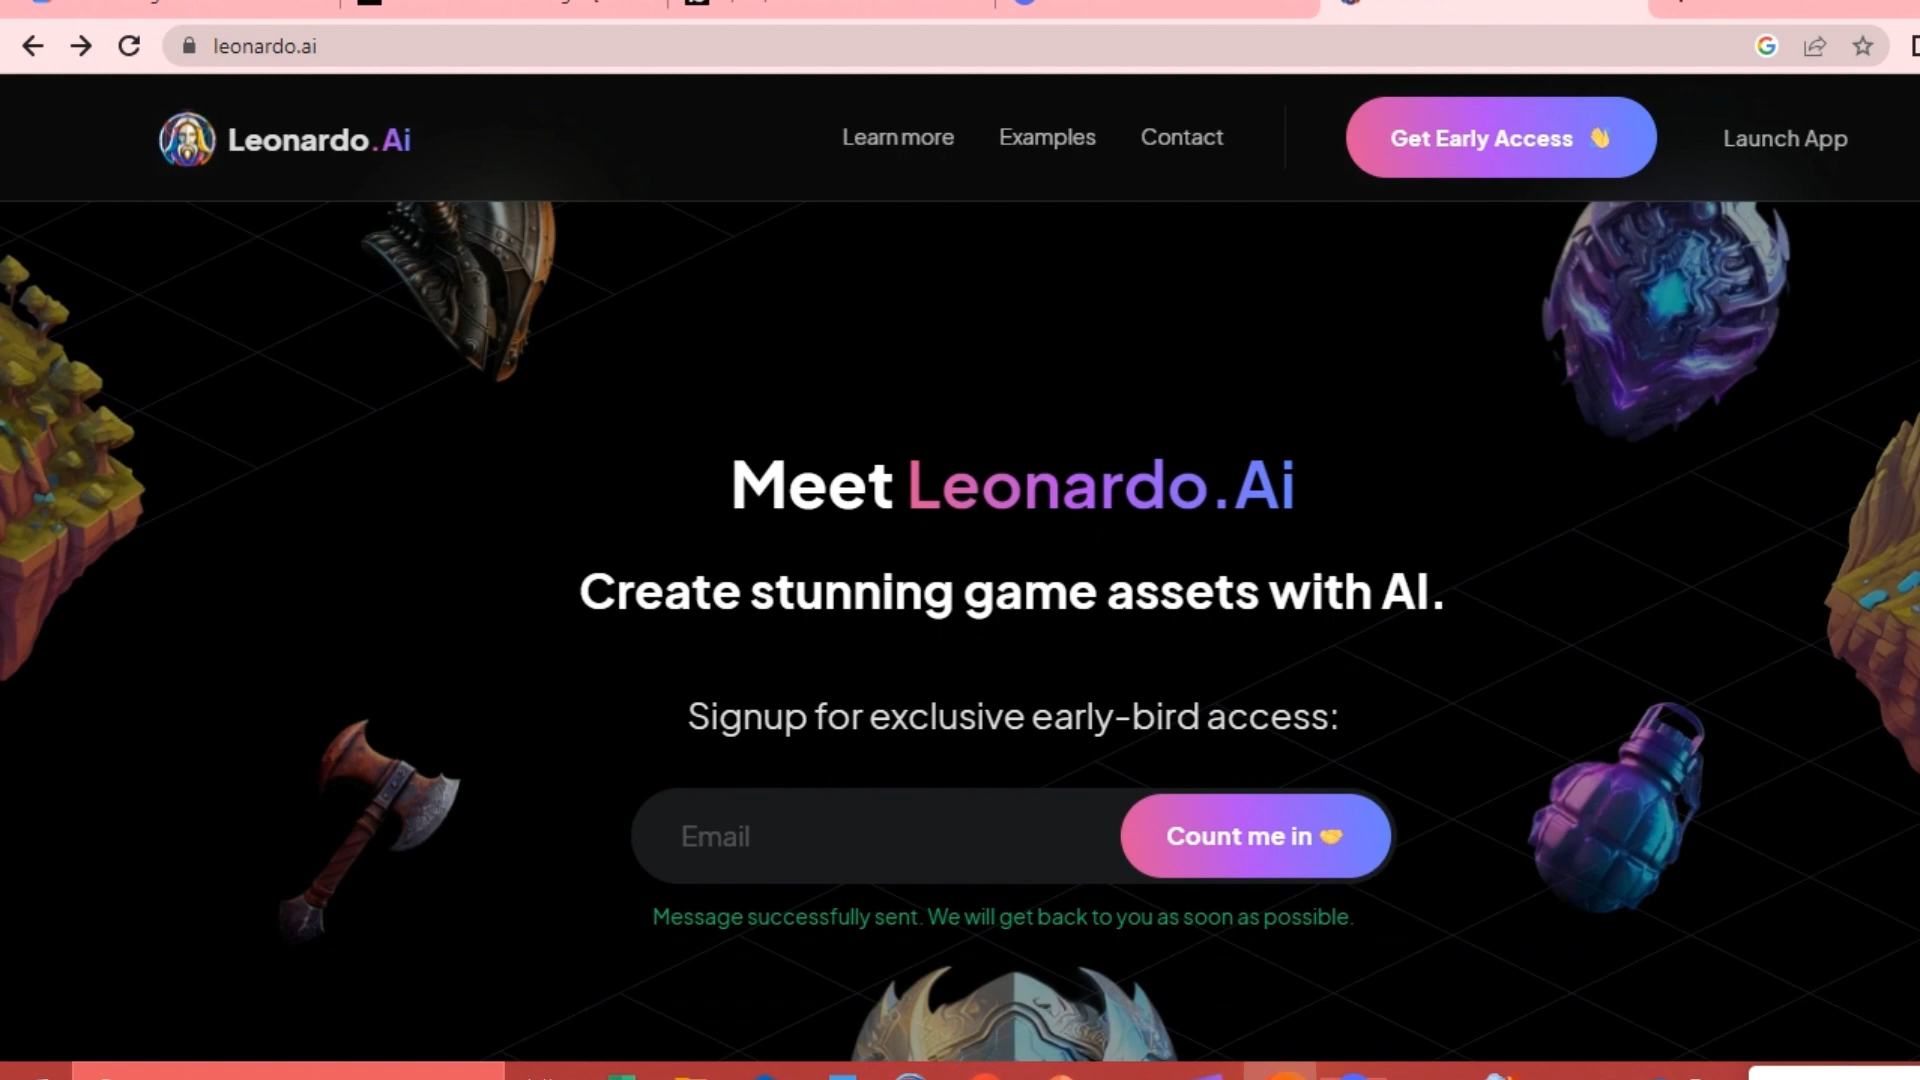 leonardo.ai
Leonardo.Ai
Learn more
Examples
Contact
Get Early Access 👋
Launch App
Meet Leonardo.Ai
Create stunning game assets with AI.
Signup for exclusive early-bird access:
Email
Count me in 🤝
Message successfully sent. We will get back to you as soon as possible.